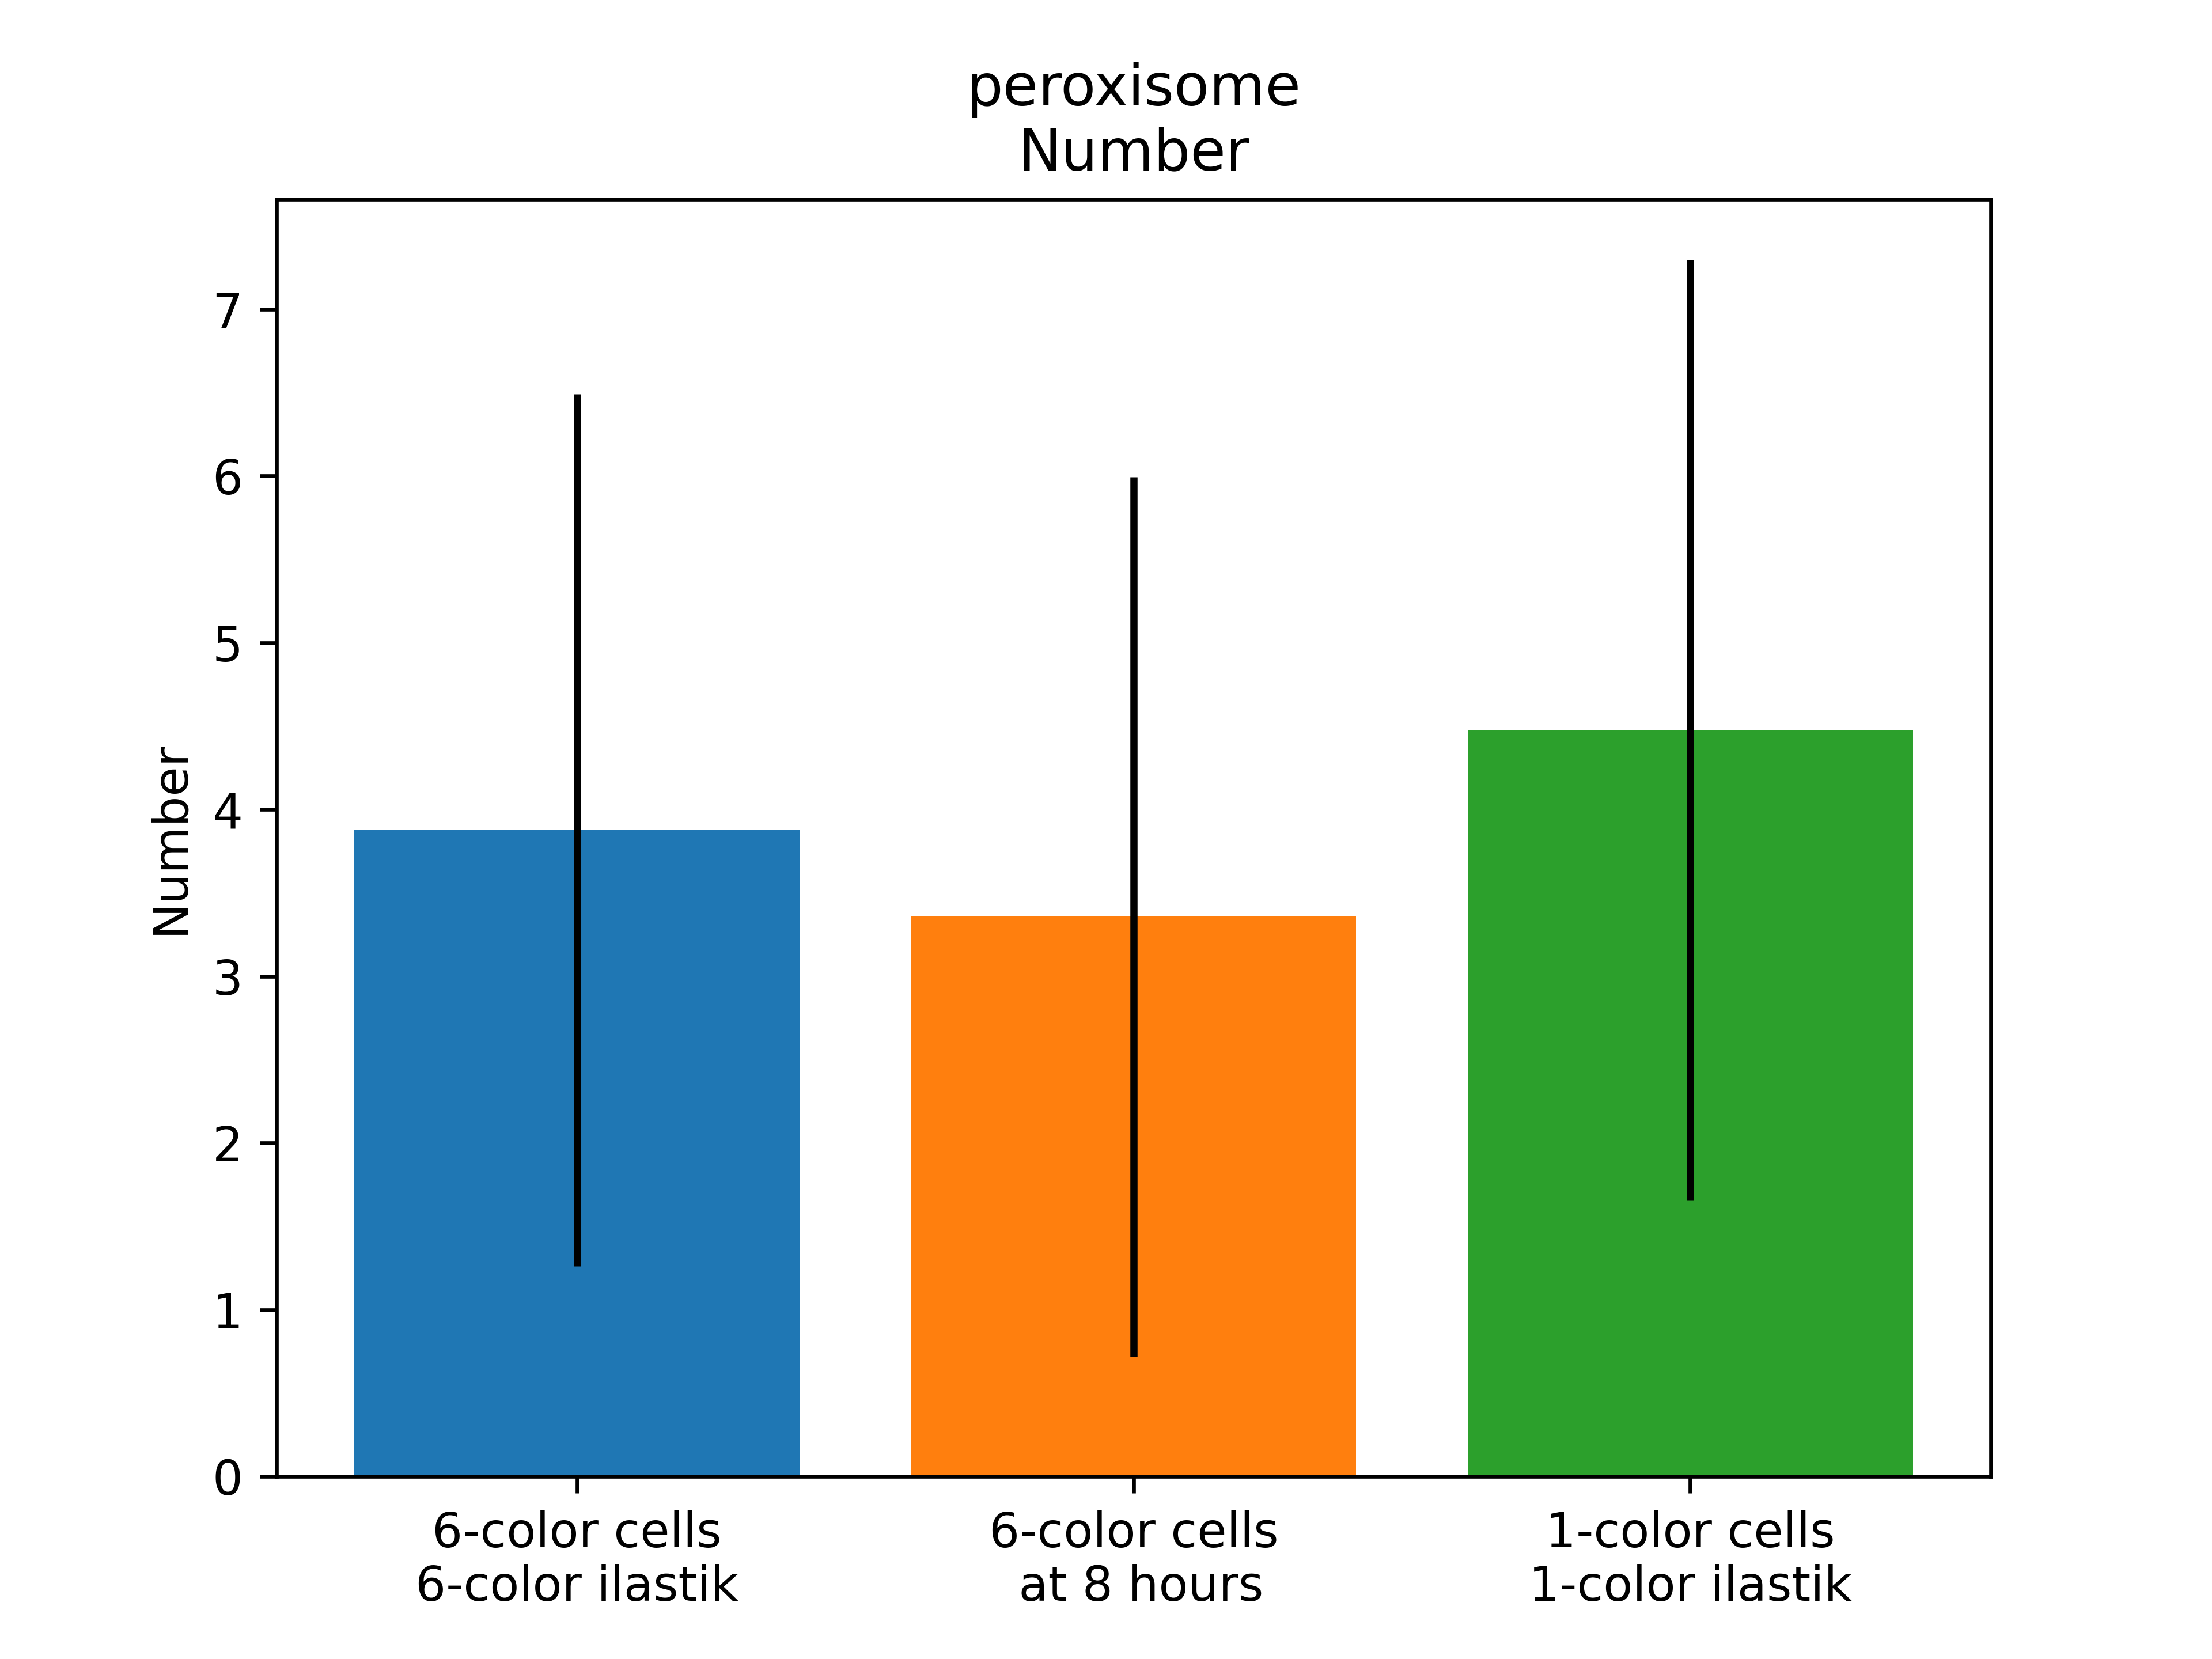 peroxisome
Number
Number
7
6
5
4
3
2
1
0
6-color cells
6-color ilastik
6-color cells
at 8 hours
1-color cells
1-color ilastik